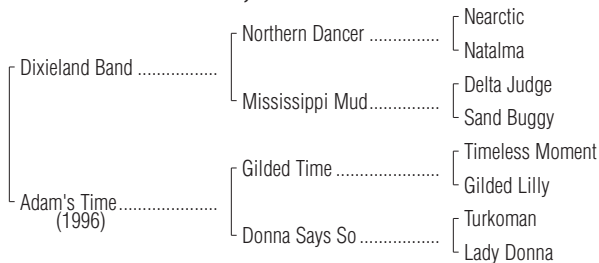 Dixieland Band .................
Northern Dancer ...............
Nearctic
Natalma
Mississippi Mud...............
Delta Judge
Sand Buggy
Adam's Time.....................
(1996)
Gilded Time ......................
Timeless Moment
Gilded Lilly
Donna Says So.................
Turkoman
Lady Donna